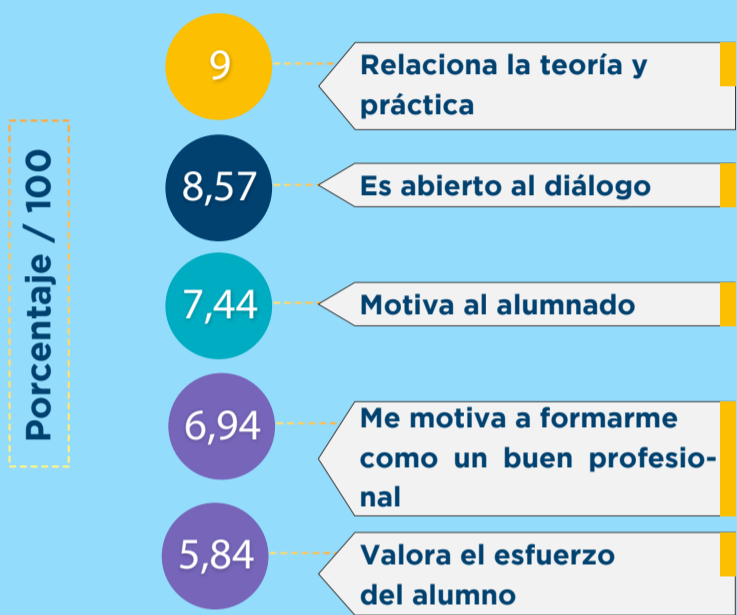 Porcentaje / 100
9
Relaciona la teoría y
práctica
8,57
Es abierto al diálogo
7,44
Motiva al alumnado
6,94
Me motiva a formarme
como un buen profesio-
nal
5,84
Valora el esfuerzo
del alumno